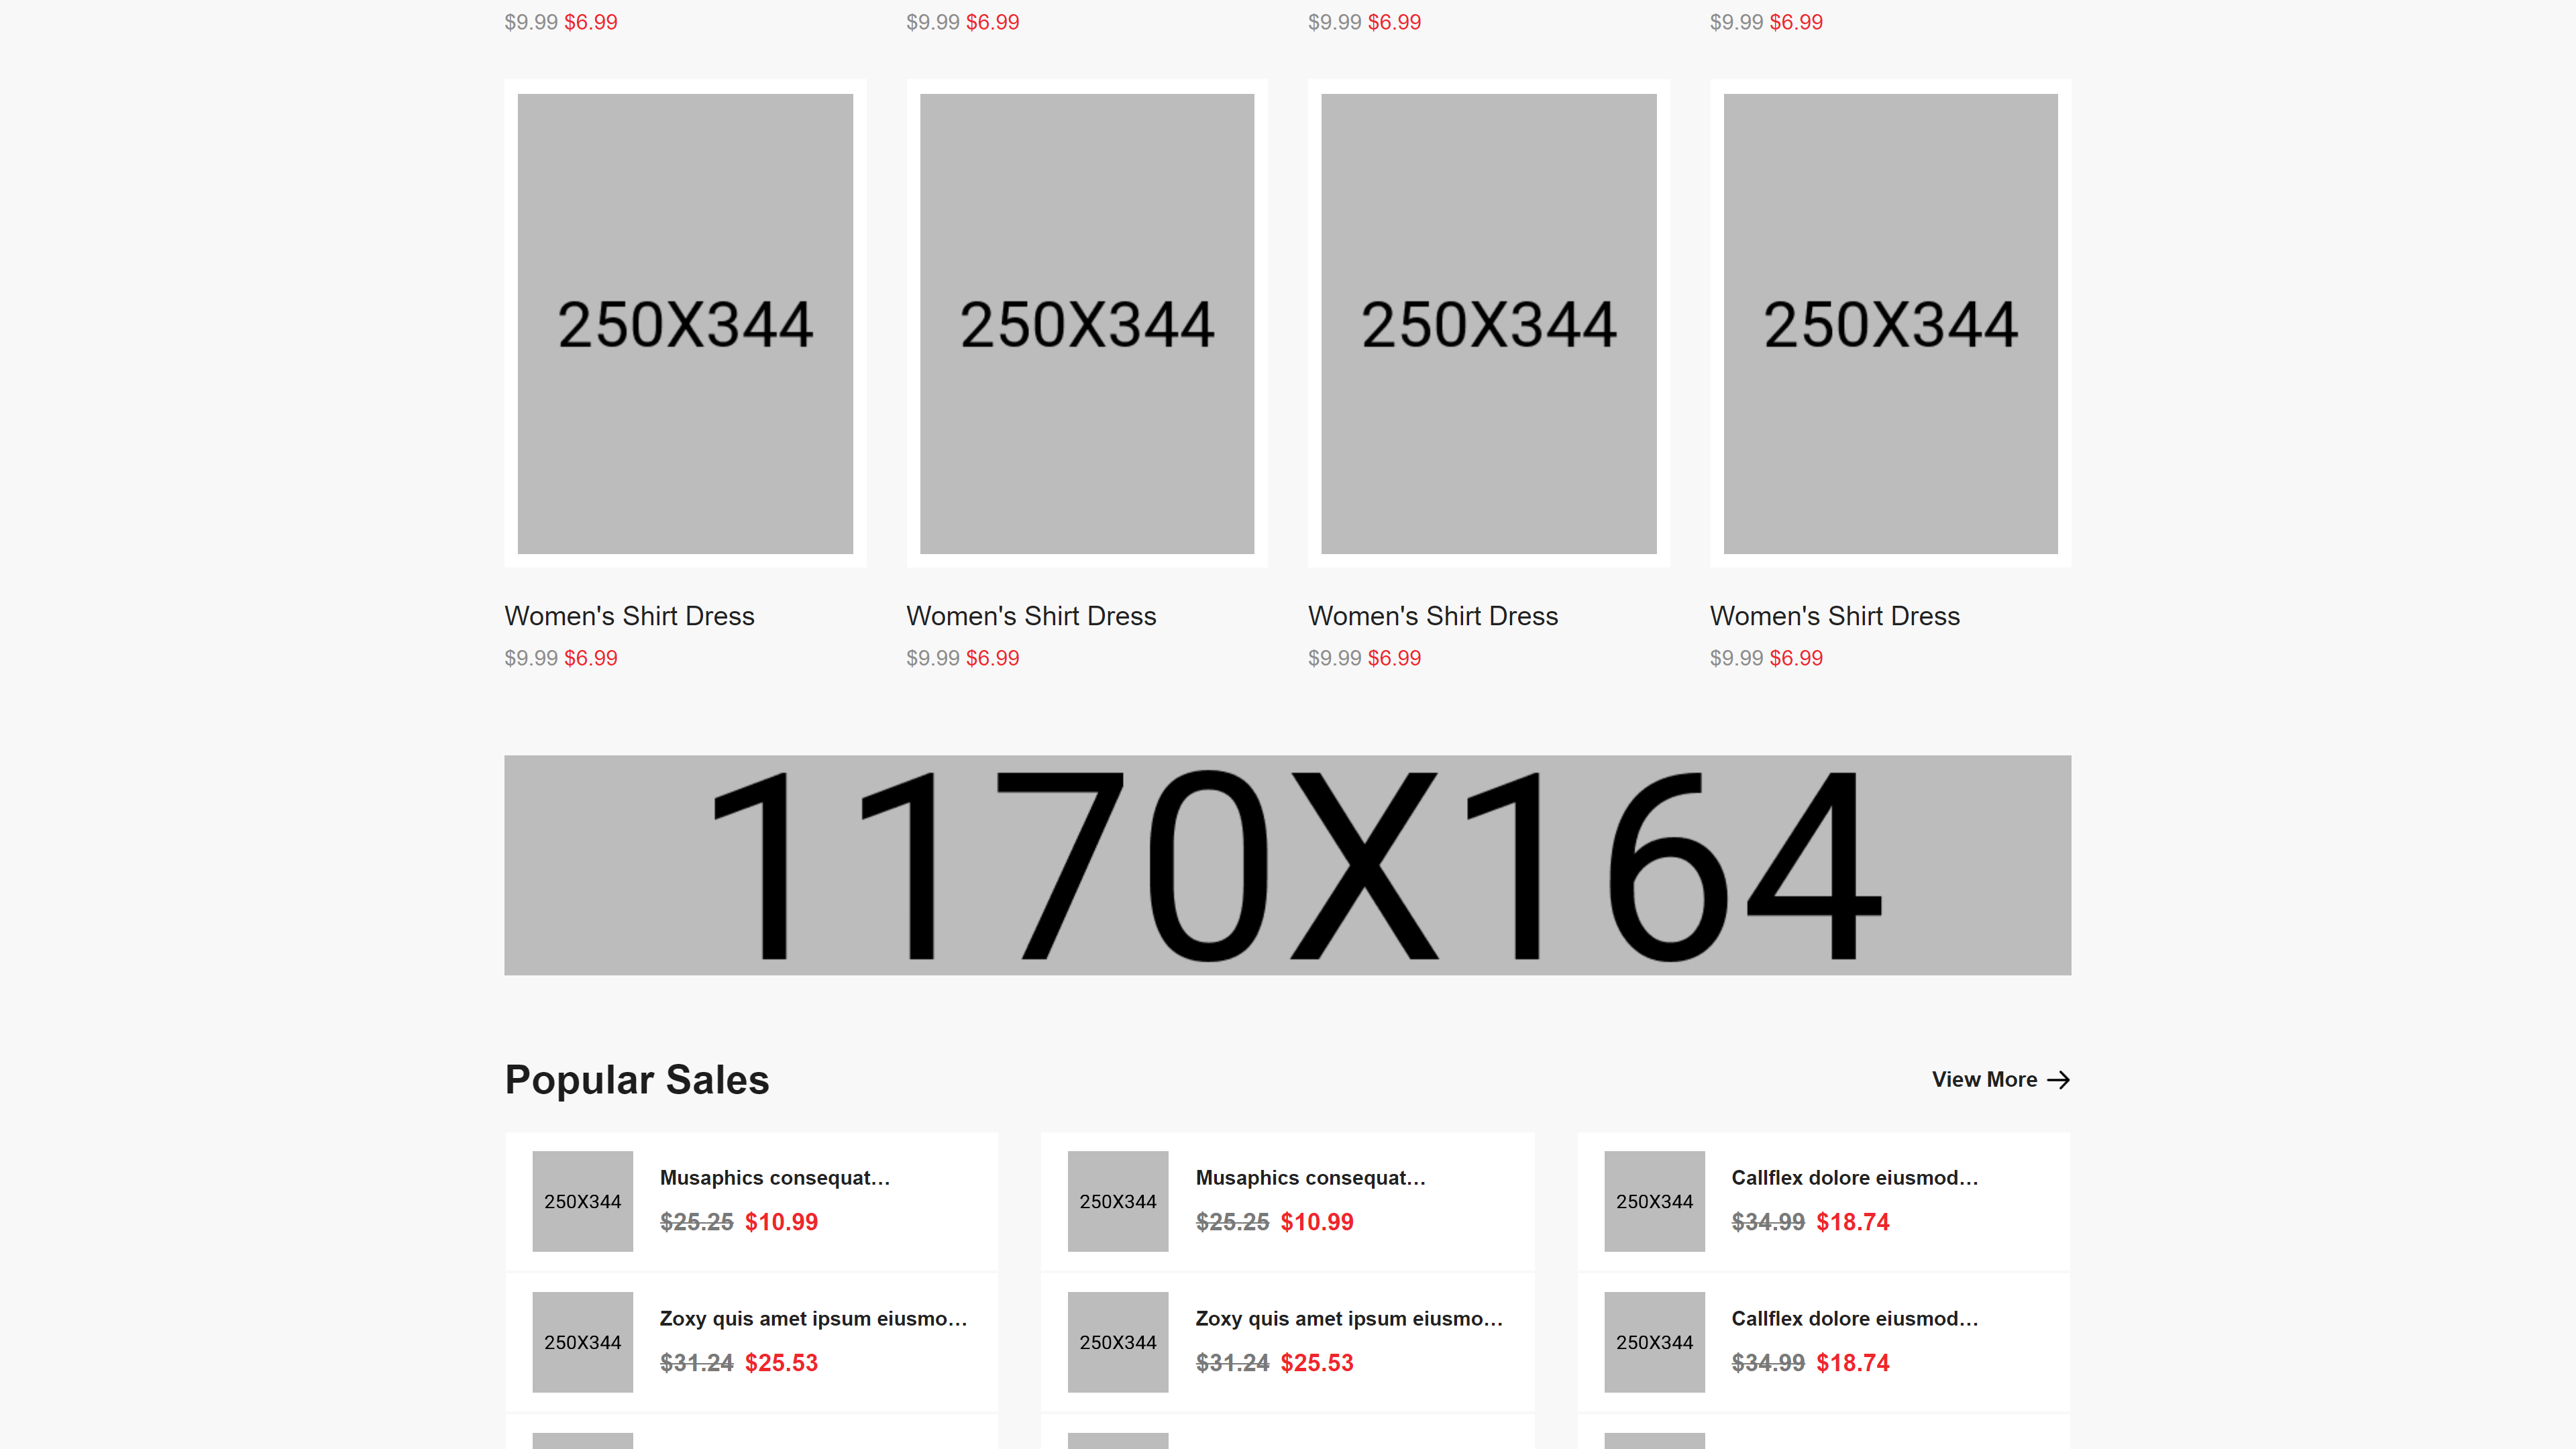 $9.99 $6.99
$9.99 $6.99
$9.99 $6.99
$9.99 $6.99
250X344
250X344
250X344
250X344
Women's Shirt Dress
Women's Shirt Dress
Women's Shirt Dress
Women's Shirt Dress
$9.99 $6.99
$9.99 $6.99
$9.99 $6.99
$9.99 $6.99
1170X164
Popular Sales
View More
250X344
Musaphics consequat...
$25.25 $10.99
250X344
Musaphics consequat...
$25.25 $10.99
250X344
Callflex dolore eiusmod...
$34.99 $18.74
250X344
Zoxy quis amet ipsum eiusmo...
$31.24 $25.53
250X344
Zoxy quis amet ipsum eiusmo...
$31.24 $25.53
250X344
Callflex dolore eiusmod...
$34.99 $18.74